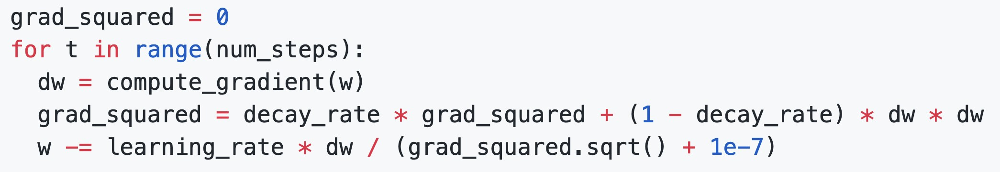 grad_squared = 0
for t in range(num_steps):
  dw = compute_gradient(w)
  grad_squared = decay_rate * grad_squared + (1 - decay_rate) * dw * dw
  w -= learning_rate * dw / (grad_squared.sqrt() + 1e-7)